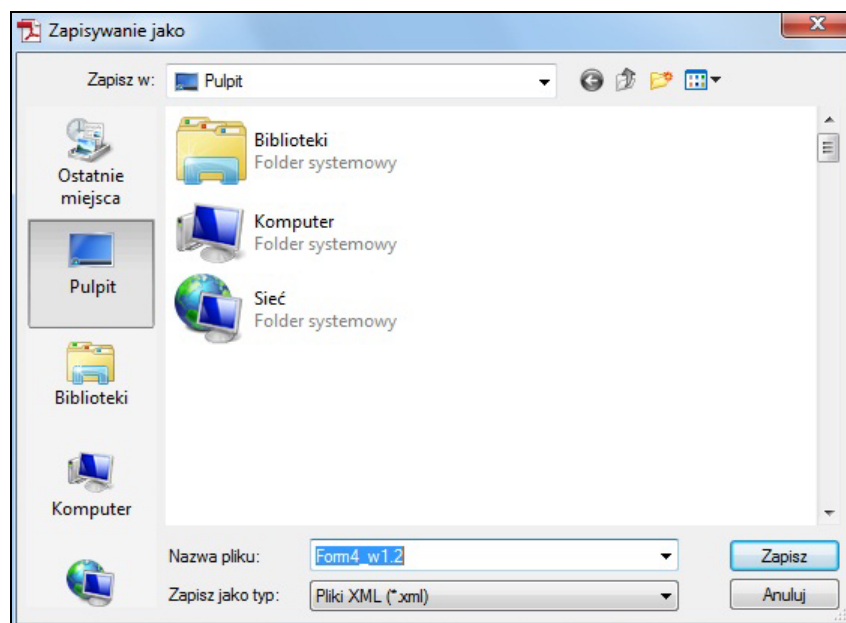 Zapisywanie jako
Zapisz w: Pulpit
Ostatnie
miejsca
Pulpit
Biblioteki
Komputer
Biblioteki
Folder systemowy
Komputer
Folder systemowy
Sieć
Folder systemowy
Nazwa pliku: Form4_w1.2 Zapisz
Zapisz jako typ: Pliki XML (*.xml) Anuluj